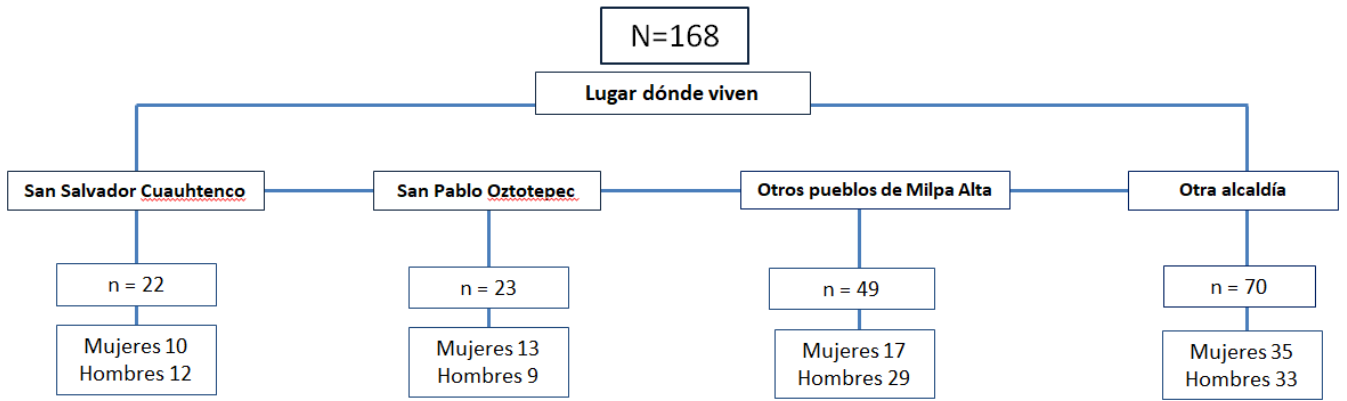 N=168
Lugar dónde viven
San Salvador Cuauhtenco
San Pablo Oztotepec
Otros pueblos de Milpa Alta
Otra alcaldía
n = 22
n = 23
n = 49
n = 70
Mujeres 10
Hombres 12
Mujeres 13
Hombres 9
Mujeres 17
Hombres 29
Mujeres 35
Hombres 33